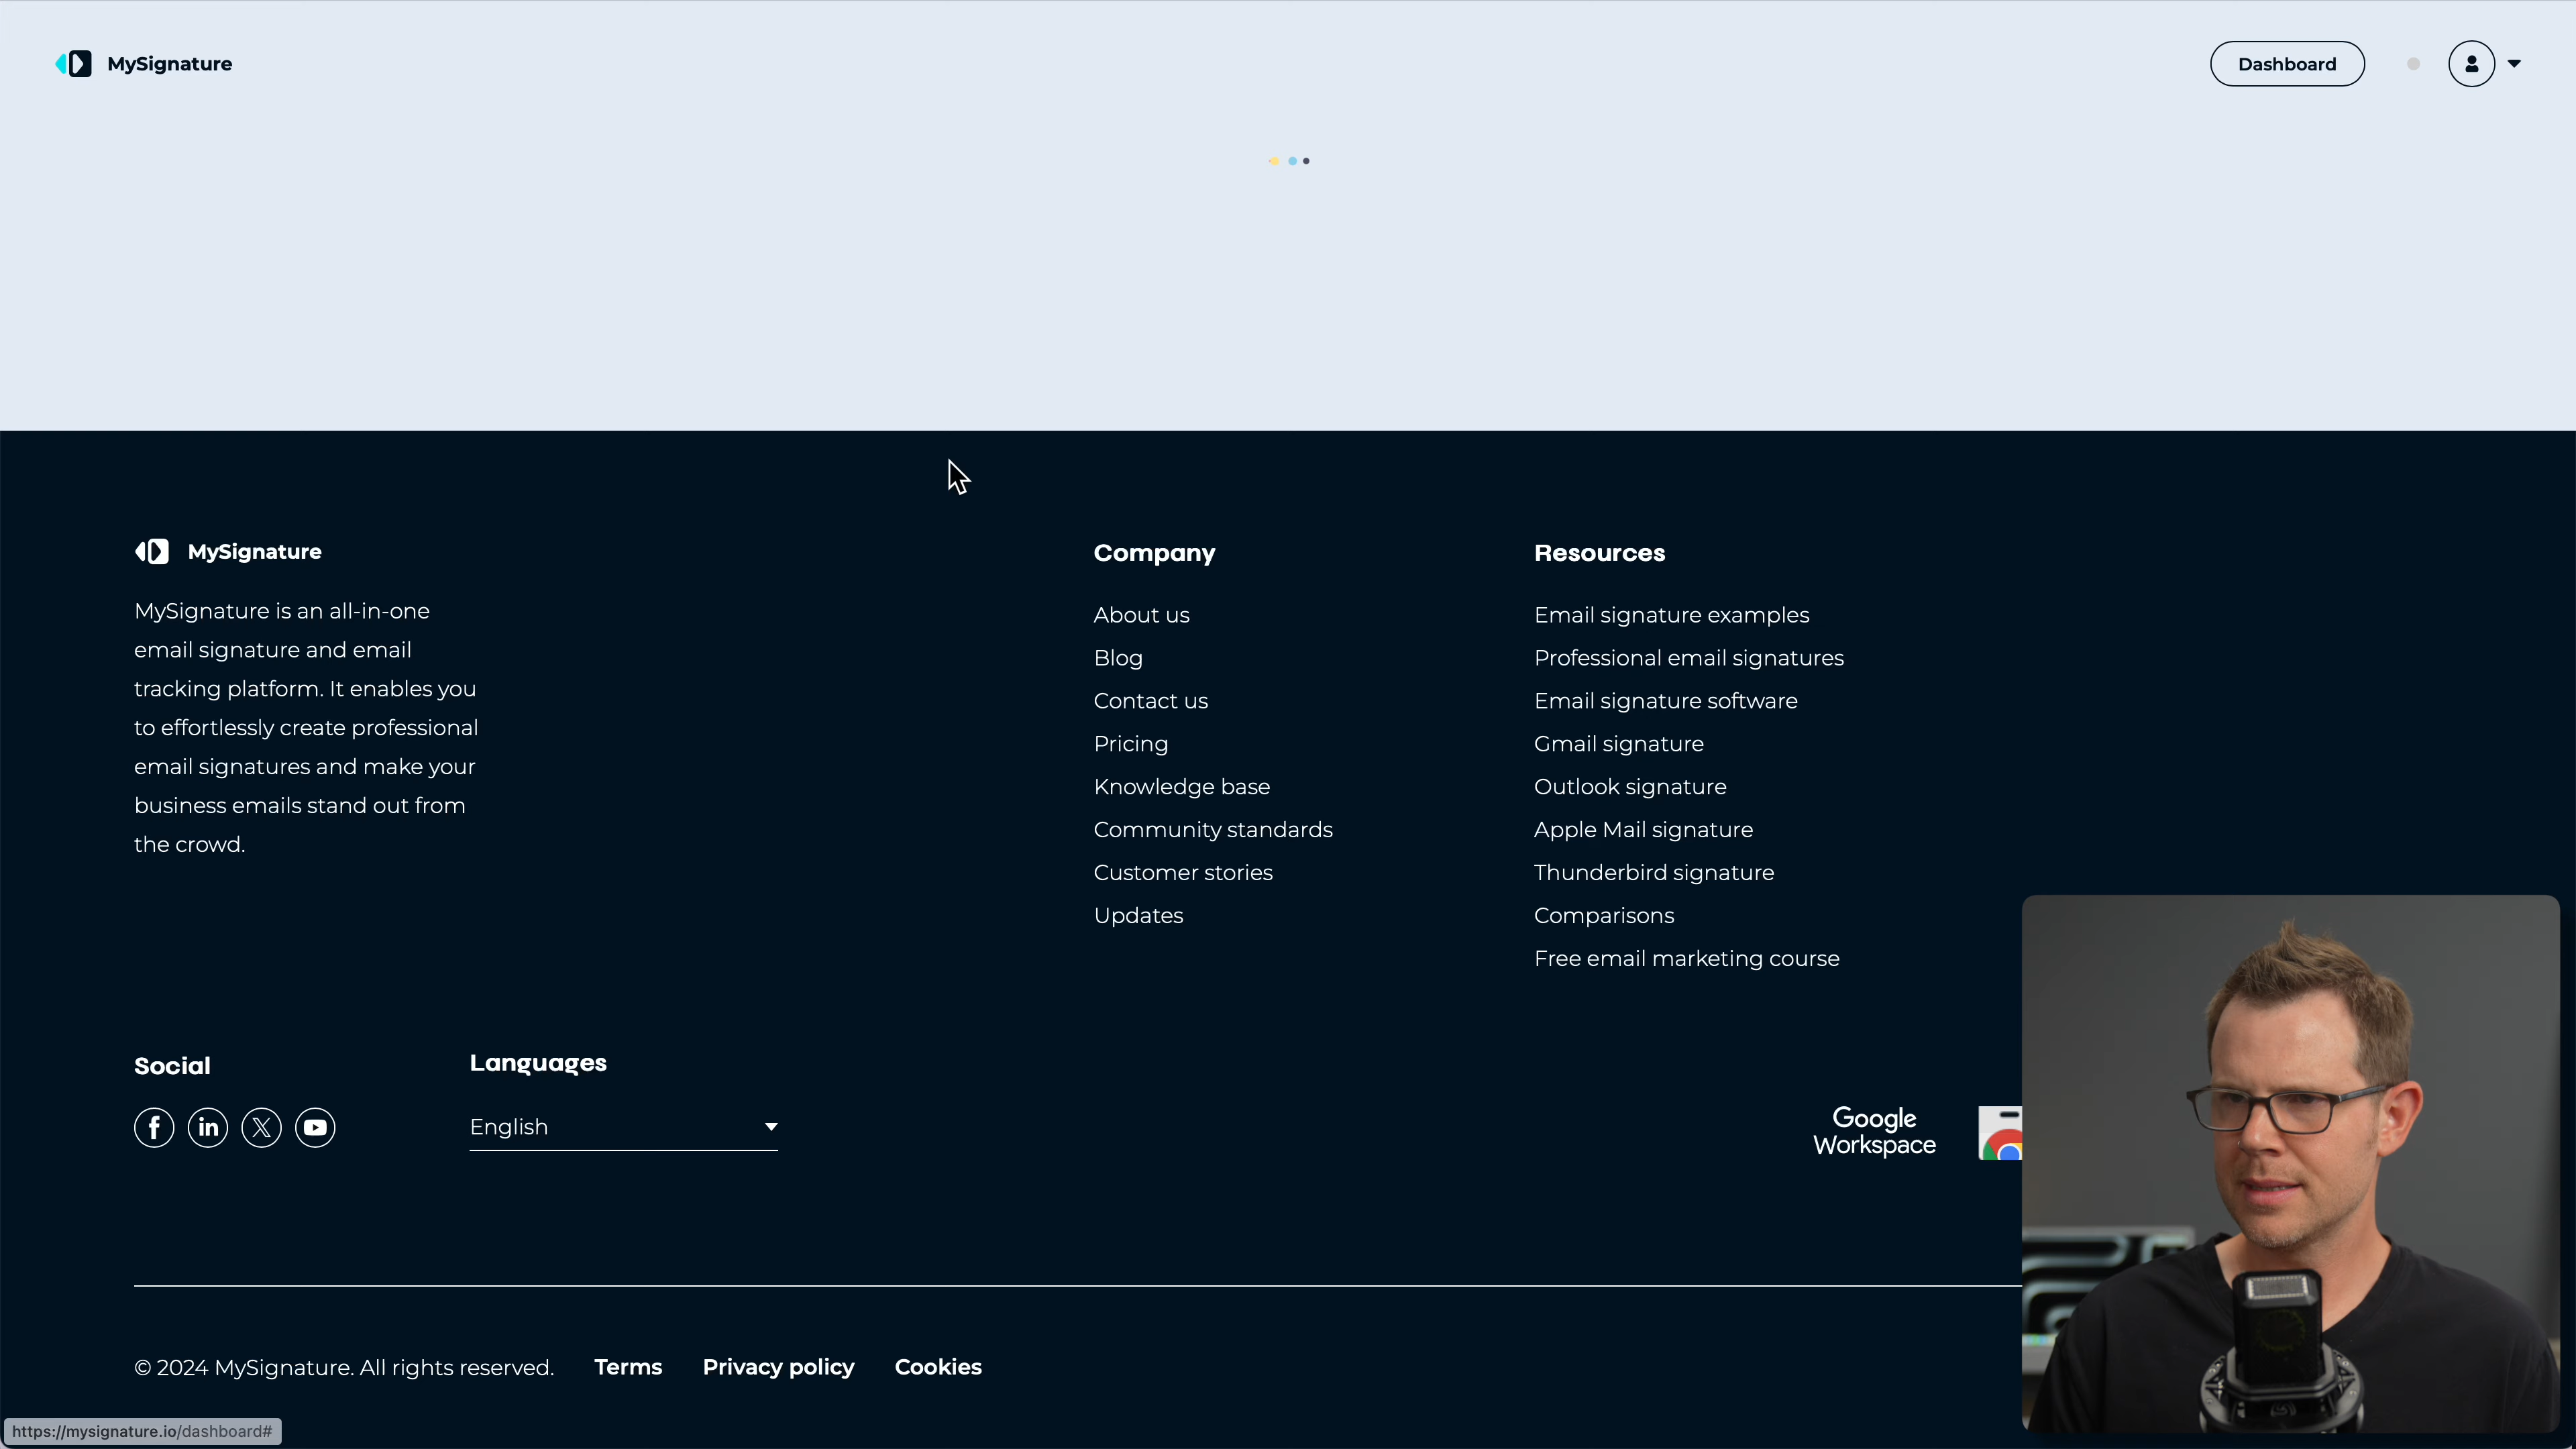 MySignature
Dashboard
MySignature
MySignature is an all-in-one
email signature and email
tracking platform. It enables you
to effortlessly create professional
email signatures and make your
business emails stand out from
the crowd.
Company
About us
Blog
Contact us
Pricing
Knowledge base
Community standards
Customer stories
Updates
Resources
Email signature examples
Professional email signatures
Email signature software
Gmail signature
Outlook signature
Apple Mail signature
Thunderbird signature
Comparisons
Free email marketing course
Social
Languages
English
Google
Workspace
© 2024 MySignature. All rights reserved. Terms Privacy policy Cookies
https://mysignature.io/dashboard#